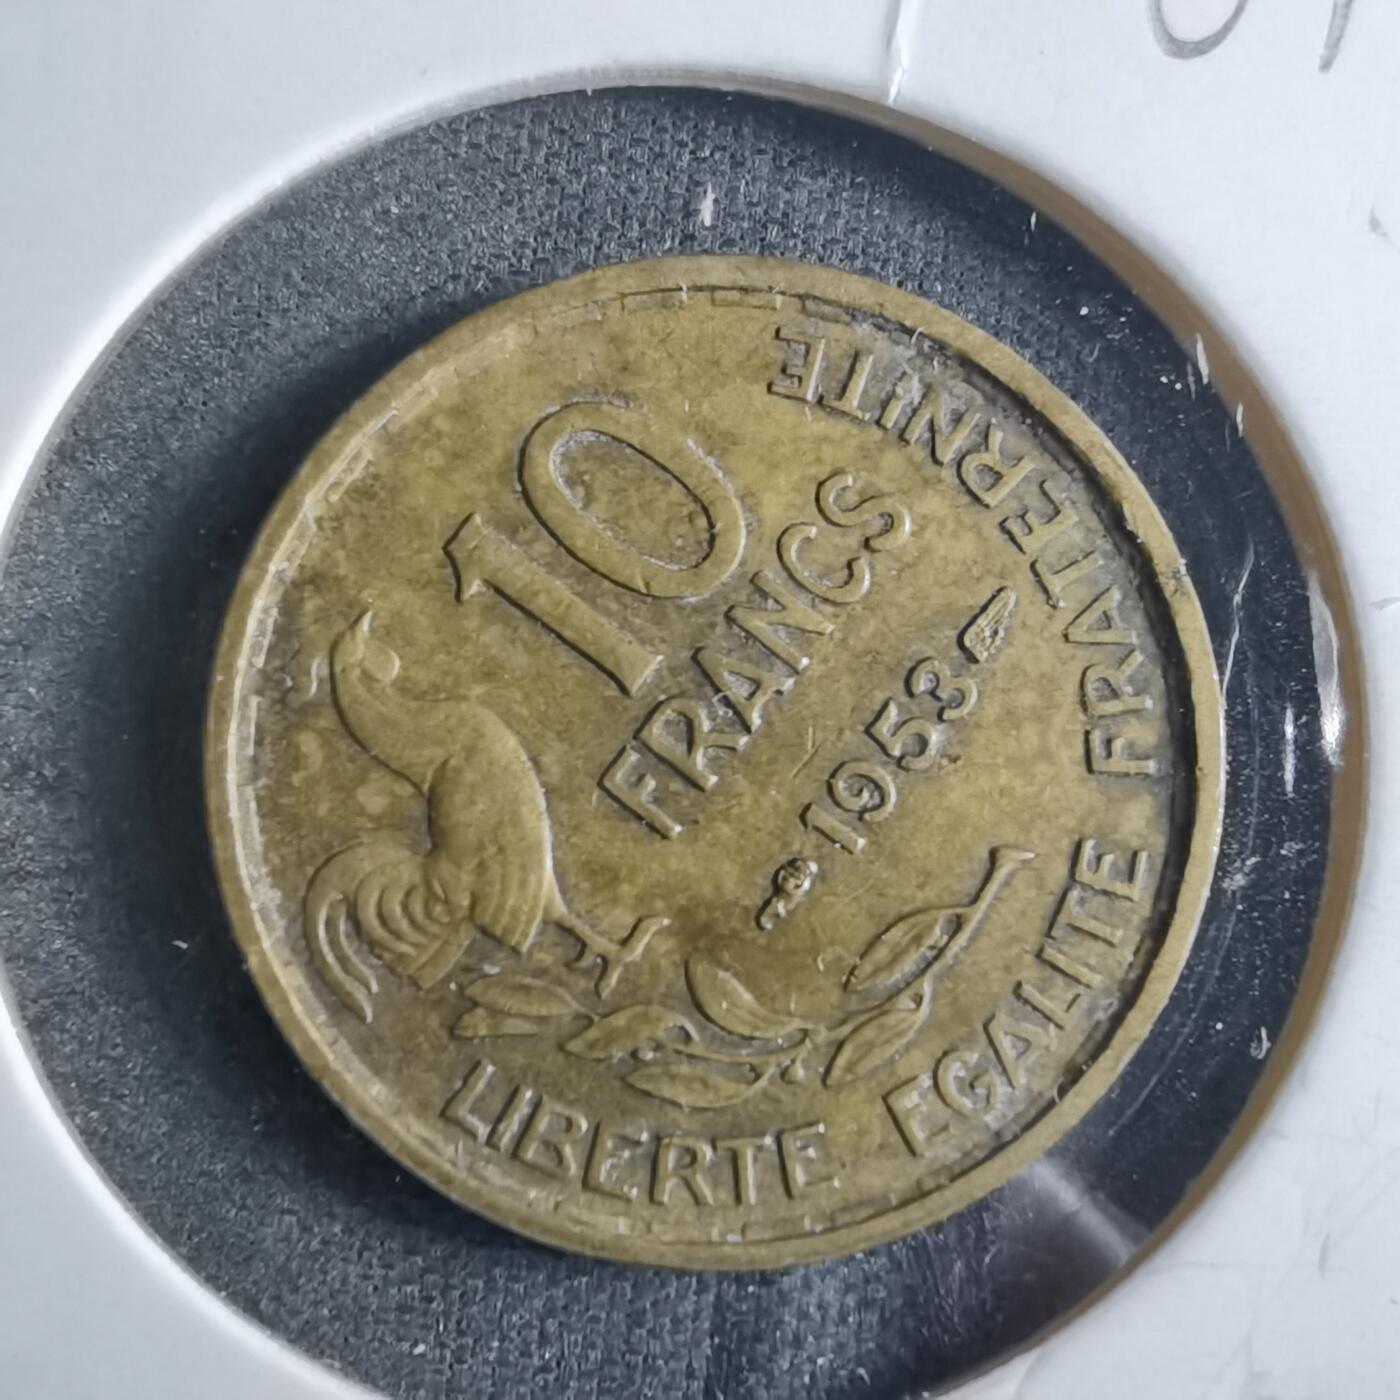 10
FRANCS
1953
LIBERTE EGALITE FRATERNITE